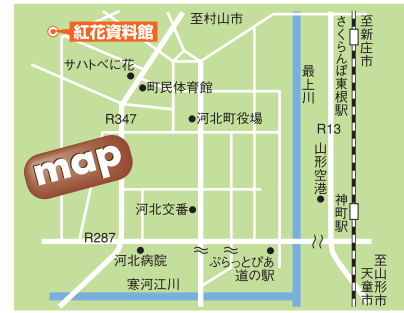 至村山市
至新庄市
さくらんぼ東根駅
紅花資料館
サハトべに花
町民体育館
最上川
R347
河北町役場
R13
山形空港
map
神町駅
河北交番
R287
河北病院
ぷらっとぴあ
道の駅
寒河江川
至山形市
天童市